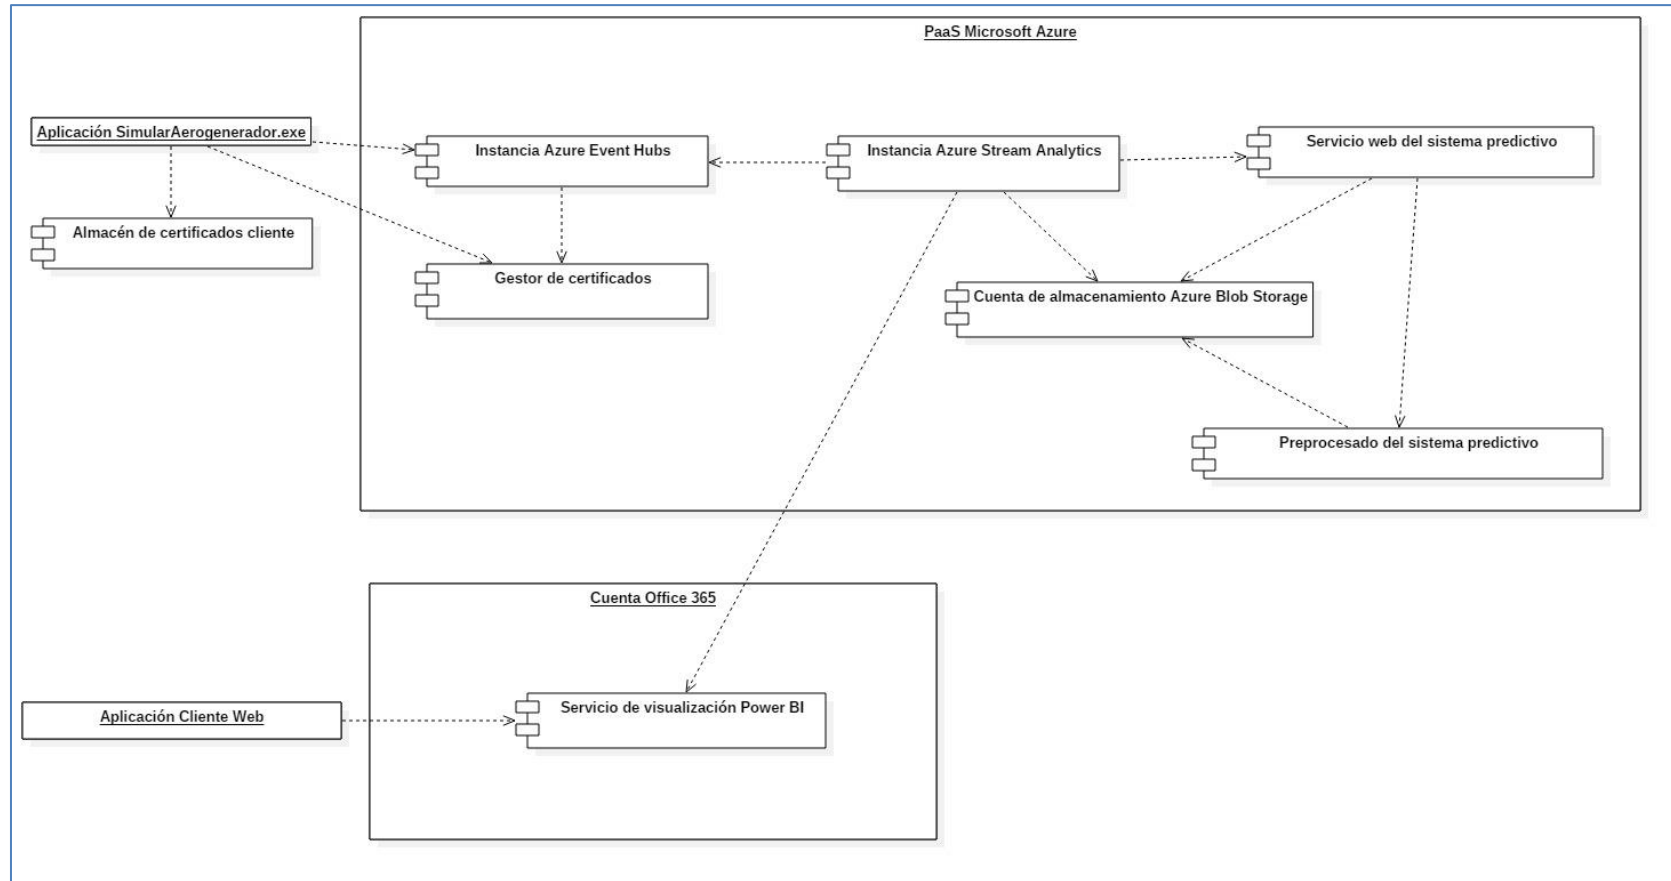 PaaS Microsoft Azure
Aplicación SimularAerogenerador.exe
Instancia Azure Event Hubs
Instancia Azure Stream Analytics
Servicio web del sistema predictivo
Almacén de certificados cliente
Gestor de certificados
Cuenta de almacenamiento Azure Blob Storage
Preprocesado del sistema predictivo
Cuenta Office 365
Aplicación Cliente Web
Servicio de visualización Power BI